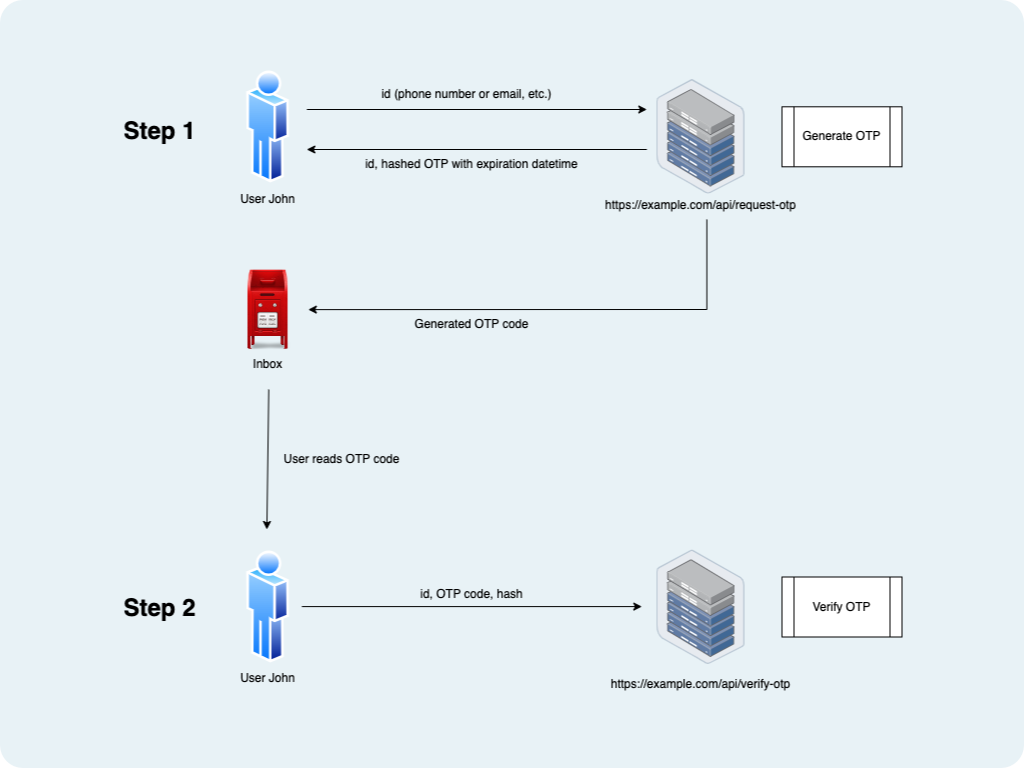 id (phone number or email, etc.)
Step 1
Generate OTP
id, hashed OTP with expiration datetime
User John
https://example.com/api/request-otp
Generated OTP code
Inbox
User reads OTP code
id, OTP code, hash
Step 2
Verify OTP
User John
https://example.com/api/verify-otp